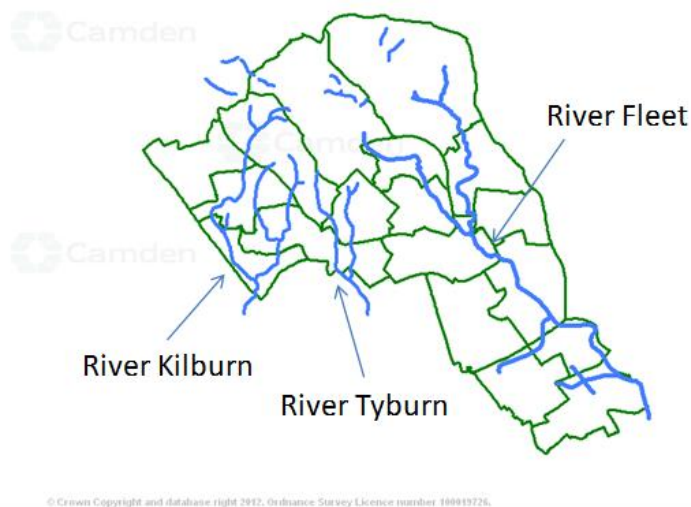 Camden
River Fleet
Camden
Camden
River Kilburn
River Tyburn
© Crown Copyright and database right 2012. Ordnance Survey Licence number 100019726.